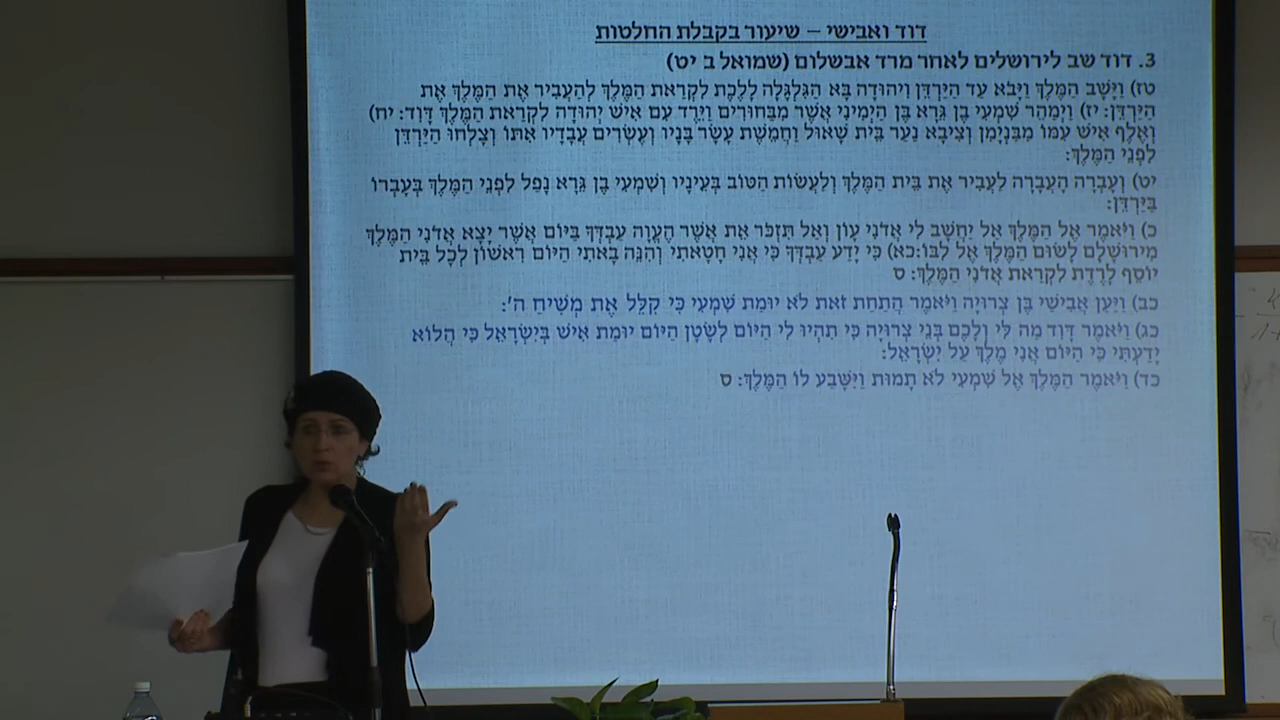 דוד ואבישי – שיעור בקבלת החלטות
3. דוד שב לירושלים לאחר מרד אבשלום (שמואל ב יט)
טז) וַיָּשָׁב הַמֶּלֶךְ וַיָּבֹא עַד הַיַּרְדֵּן וִיהוּדָה בָּא הַגִּלְגָּלָה לָלֶכֶת לִקְרַאת הַמֶּלֶךְ לְהַעֲבִיר אֶת הַמֶּלֶךְ אֶת
הַיַּרְדֵּן: יז) וַיְמַהֵר שִׁמְעִי בֶן גֵּרָא בֶּן הַיְמִינִי אֲשֶׁר מִבַּחוּרִים וַיֵּרֶד עִם אִישׁ יְהוּדָה לִקְרַאת הַמֶּלֶךְ דָּוִד: יח)
וְאֶלֶף אִישׁ עִמּוֹ מִבִּנְיָמִן וְצִיבָא נַעַר בֵּית שָׁאוּל וַחֲמֵשֶׁת עָשָׂר בָּנָיו וְעֶשְׂרִים עֲבָדָיו אִתּוֹ וְצָלְחוּ הַיַּרְדֵּן
לִפְנֵי הַמֶּלֶךְ:
יט) וְעָבְרָה הָעֲבָרָה לַעֲבִיר אֶת בֵּית הַמֶּלֶךְ וְלַעֲשׂוֹת הַטּוֹב בְּעֵינָיו וְשִׁמְעִי בֶן גֵּרָא נָפַל לִפְנֵי הַמֶּלֶךְ בְּעָבְרוֹ
בַּיַּרְדֵּן:
כ) וַיֹּאמֶר אֶל הַמֶּלֶךְ אַל יַחֲשָׁב לִי אֲדֹנִי עָוֹן וְאַל תִּזְכֹּר אֵת אֲשֶׁר הֶעֱוָה עַבְדְּךָ בַּיּוֹם אֲשֶׁר יָצָא אֲדֹנִי הַמֶּלֶךְ
מִירוּשָׁלִָם לָשׂוּם הַמֶּלֶךְ אֶל לִבּוֹ:כא) כִּי יָדַע עַבְדְּךָ כִּי אֲנִי חָטָאתִי וְהִנֵּה בָאתִי הַיּוֹם רִאשׁוֹן לְכָל בֵּית
יוֹסֵף לָרֶדֶת לִקְרַאת אֲדֹנִי הַמֶּלֶךְ: ס
כב) וַיַּעַן אֲבִישַׁי בֶּן צְרוּיָה וַיֹּאמֶר הֲתַחַת זֹאת לֹא יוּמַת שִׁמְעִי כִּי קִלֵּל אֶת מְשִׁיחַ ה':
כג) וַיֹּאמֶר דָּוִד מַה לִּי וְלָכֶם בְּנֵי צְרוּיָה כִּי תִהְיוּ לִי הַיּוֹם לְשָׂטָן הַיּוֹם יוּמַת אִישׁ בְּיִשְׂרָאֵל כִּי הֲלוֹא
יָדַעְתִּי כִּי הַיּוֹם אֲנִי מֶלֶךְ עַל יִשְׂרָאֵל:
כד) וַיֹּאמֶר הַמֶּלֶךְ אֶל שִׁמְעִי לֹא תָמוּת וַיִּשָּׁבַע לוֹ הַמֶּלֶךְ: ס